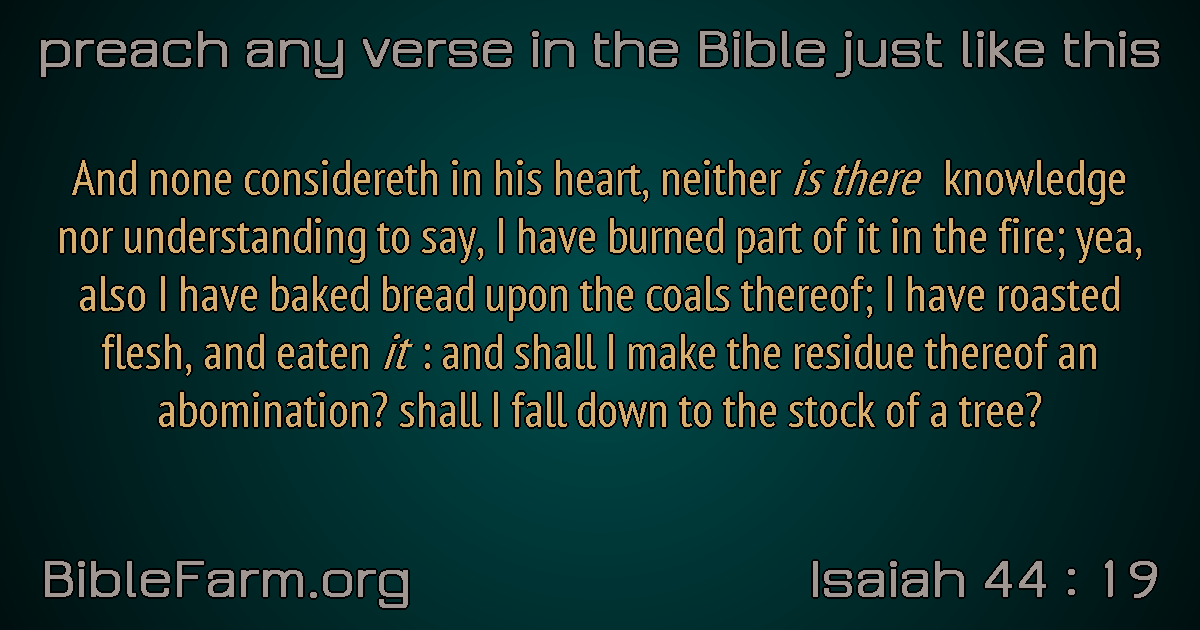 preach any verse in the Bible just like this
And none considereth in his heart, neither is there knowledge
nor understanding to say, I have burned part of it in the fire; yea,
also I have baked bread upon the coals thereof; I have roasted
flesh, and eaten it : and shall I make the residue thereof an
abomination? shall I fall down to the stock of a tree?
BibleFarm.org
Isaiah 44 : 19